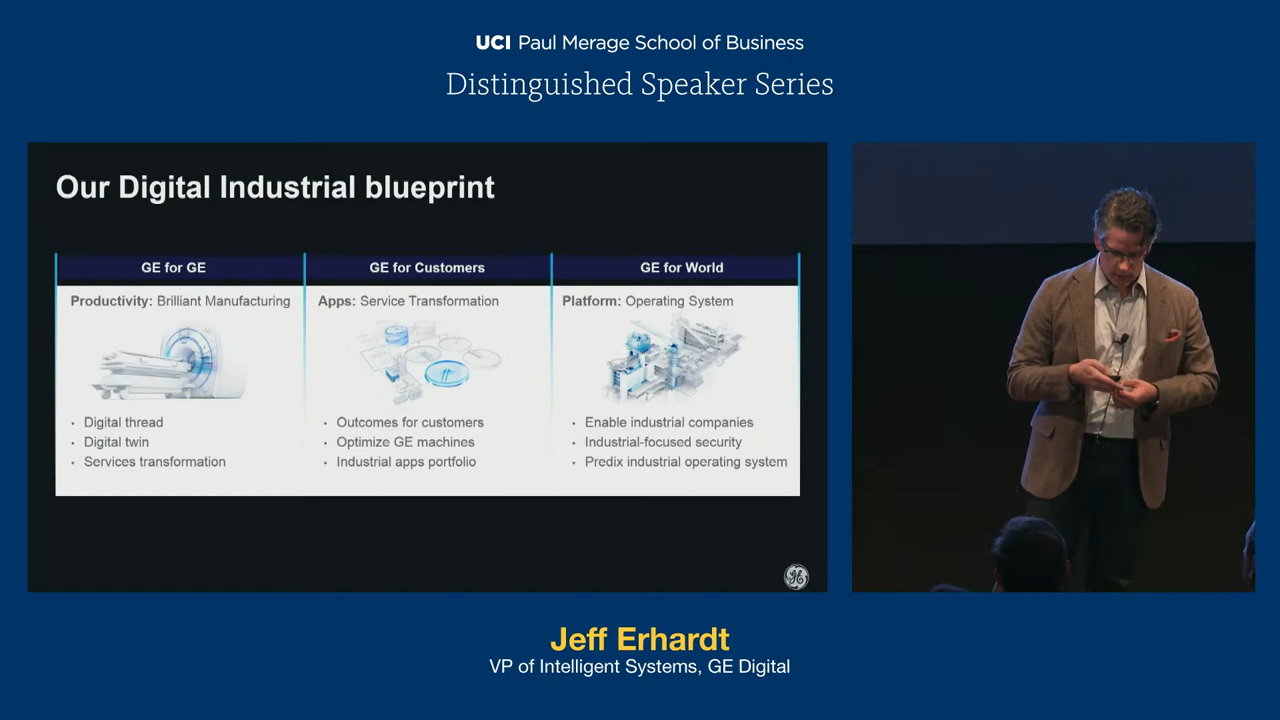 UCI Paul Merage School of Business
Distinguished Speaker Series
Our Digital Industrial blueprint
GE for GE
GE for Customers
GE for World
Productivity: Brilliant Manufacturing
Apps: Service Transformation
Platform: Operating System
· Digital thread
· Digital twin
· Services transformation
· Outcomes for customers
· Optimize GE machines
· Industrial apps portfolio
· Enable industrial companies
· Industrial-focused security
· Predix industrial operating system
GE
Jeff Erhardt
VP of Intelligent Systems, GE Digital